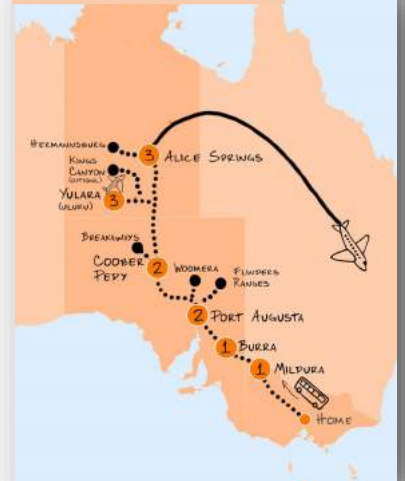 HERMANNSBURG
3 ALICE SPRINGS
KINGS
CANYON
(OPTIONAL)
YULARA
(ULURU)
3
BREAKAWAYS
COOBER
PEDY
2
WOOMERA
FLINDERS
RANGES
2 PORT AUGUSTA
1 BURRA
1 MILDURA
HOME